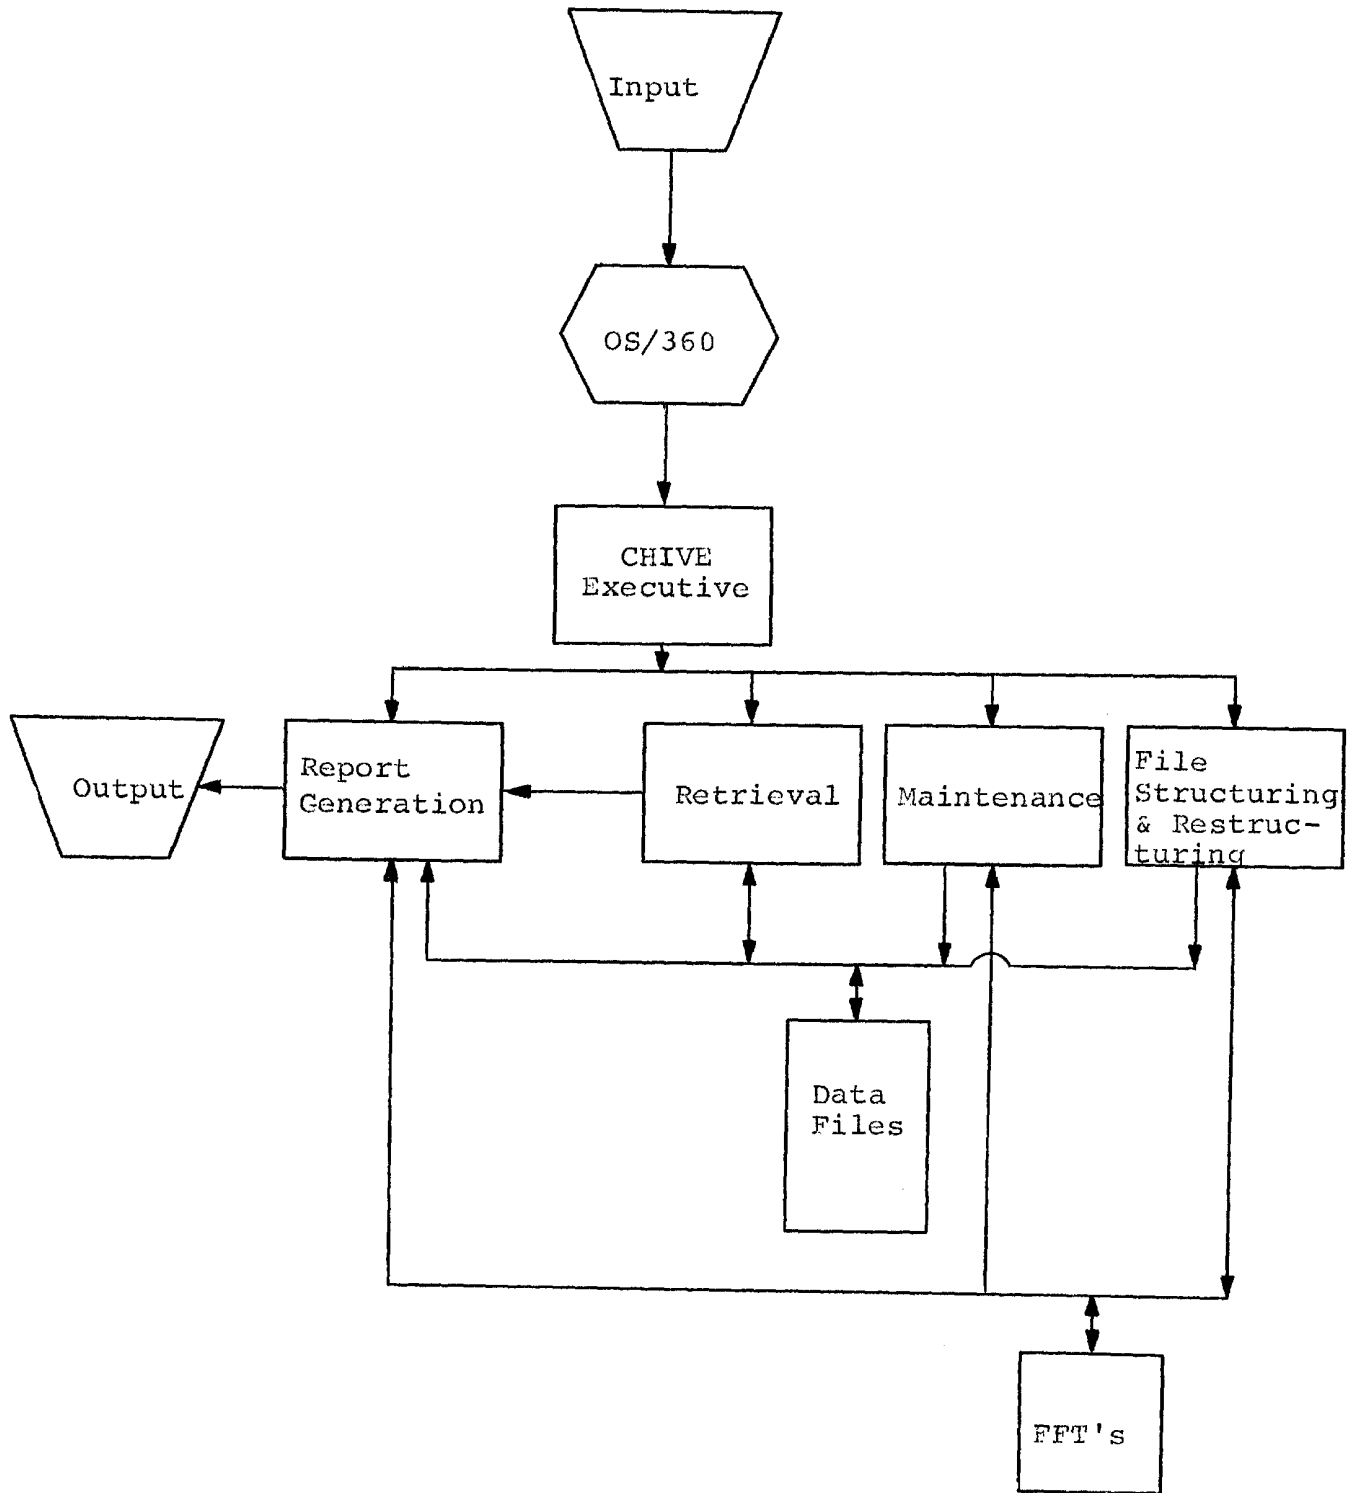 Input
OS/360
CHIVE
Executive
Output
Report
Generation
Retrieval
Maintenance
File
Structuring
& Restruc-
turing
Data
Files
FFT's